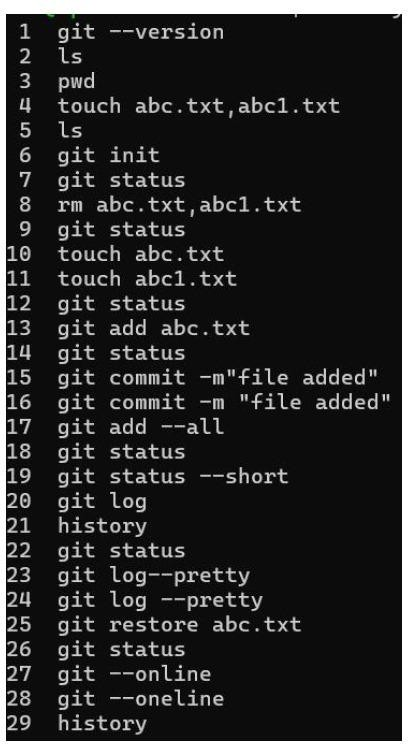 1 git --version
2 ls
3 pwd
4 touch abc.txt,abc1.txt
5 ls
6 git init
7 git status
8 rm abc.txt,abc1.txt
9 git status
10 touch abc.txt
11 touch abc1.txt
12 git status
13 git add abc.txt
14 git status
15 git commit -m"file added"
16 git commit -m "file added"
17 git add --all
18 git status
19 git status --short
20 git log
21 history
22 git status
23 git log--pretty
24 git log --pretty
25 git restore abc.txt
26 git status
27 git --online
28 git --oneline
29 history